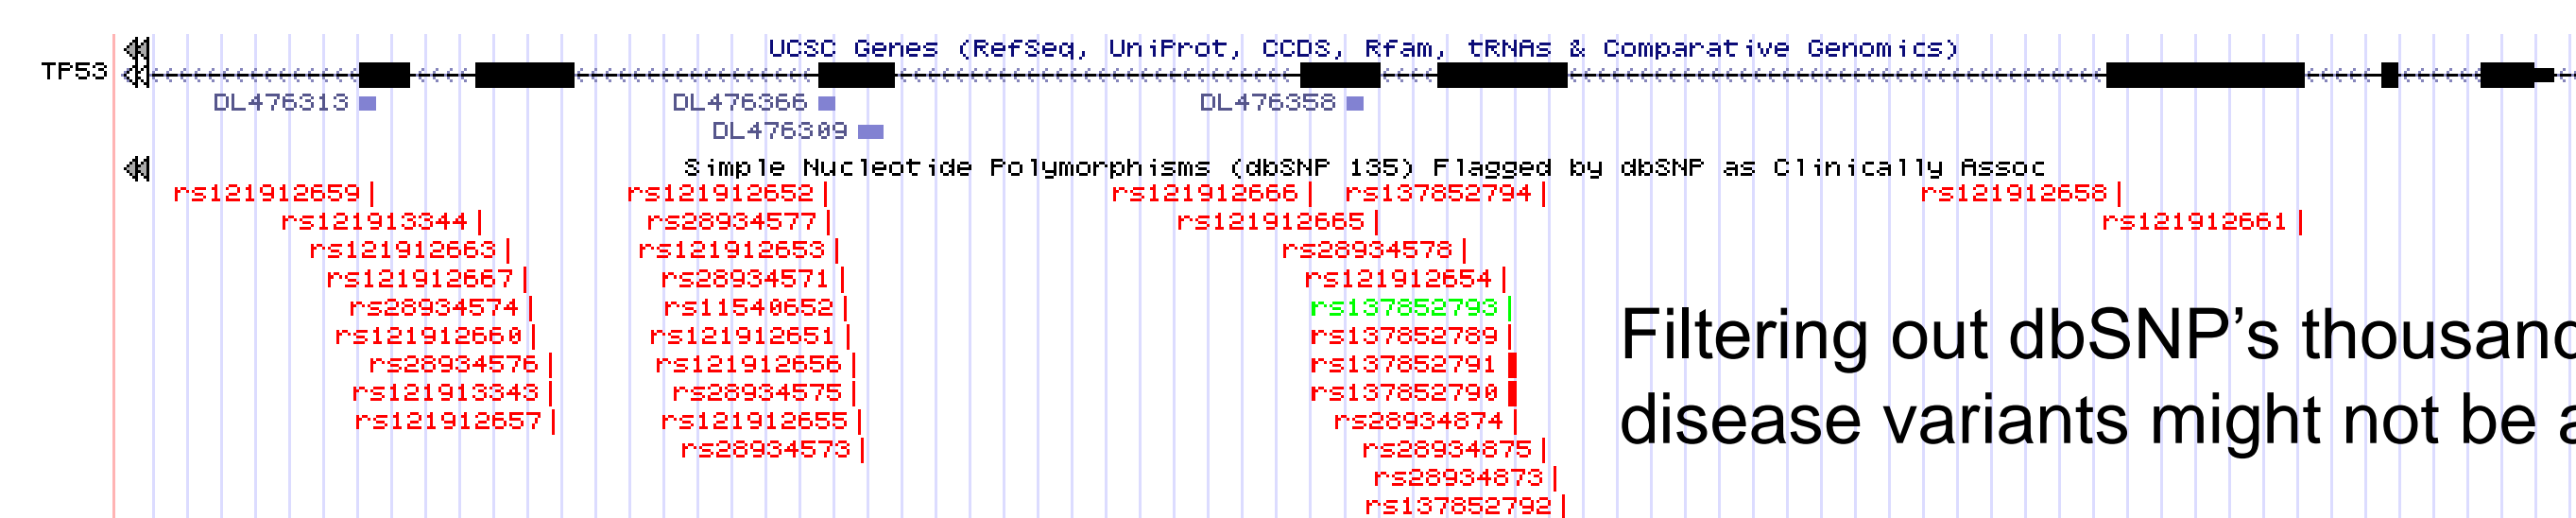 UCSC Genes (RefSeq, UniProt, CCDS, Rfam, tRNAs & Comparative Genomics)
TP53
DL476313 DL476366 DL476358
DL476309
Simple Nucleotide Polymorphisms (dbSNP 135) Flagged by dbSNP as Clinically Assoc
rs121912659 rs121912652 rs121912666 rs137852794 rs121912658
rs121913344 rs28934577 rs121912665 rs121912661
rs121912663 rs121912653 rs28934578
rs121912667 rs28934571 rs121912654
rs28934574 rs11540652 rs137852793
rs121912660 rs121912651 rs137852789
rs28934576 rs121912656 rs137852791
rs121913343 rs28934575 rs137852790
rs121912657 rs121912655 rs28934874
rs28934573 rs28934875
rs28934873
rs137852792
Filtering out dbSNP’s
disease variants might not be